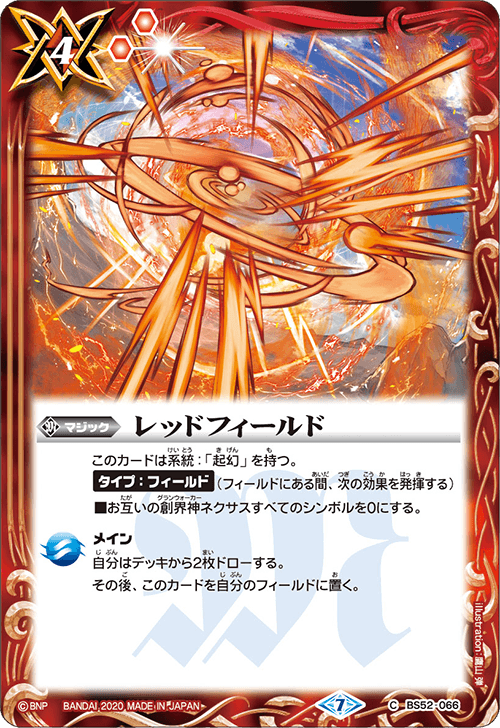 4
マジック レッドフィールド
このカードは系統：「起幻」を持つ。
タイプ：フィールド（フィールドにある間、次の効果を発揮する）
■お互いの創界神ネクサスすべてのシンボルを0にする。
メイン
自分はデッキから2枚ドローする。
その後、このカードを自分のフィールドに置く。
©BNP BANDAI,2020,MADE IN JAPAN 7 C BS52-066